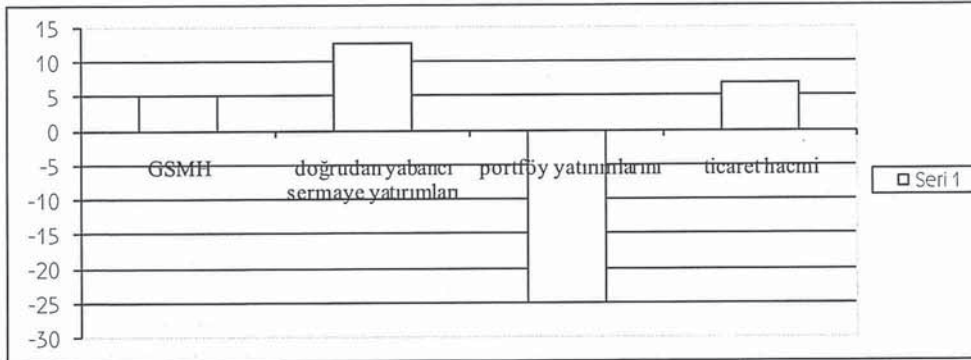 15
10
5
0
-5
-10
-15
-20
-25
-30
GSMH
doğrudan yabancı
sermaye yatırımları
portföy yatırımlarını
ticaret hacmi
Seri 1